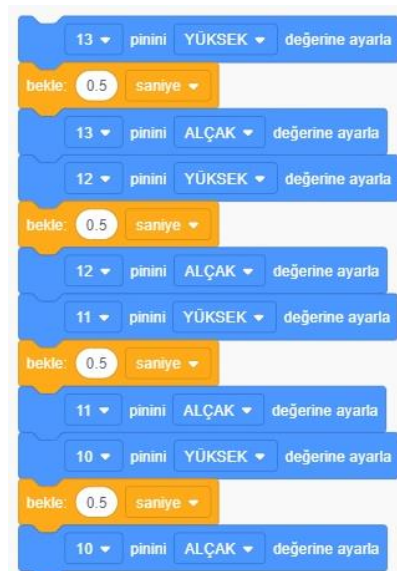 13 pinini YÜKSEK değerine ayarla
bekle: 0.5 saniye
13 pinini ALÇAK değerine ayarla
12 pinini YÜKSEK değerine ayarla
bekle: 0.5 saniye
12 pinini ALÇAK değerine ayarla
11 pinini YÜKSEK değerine ayarla
bekle: 0.5 saniye
11 pinini ALÇAK değerine ayarla
10 pinini YÜKSEK değerine ayarla
bekle: 0.5 saniye
10 pinini ALÇAK değerine ayarla